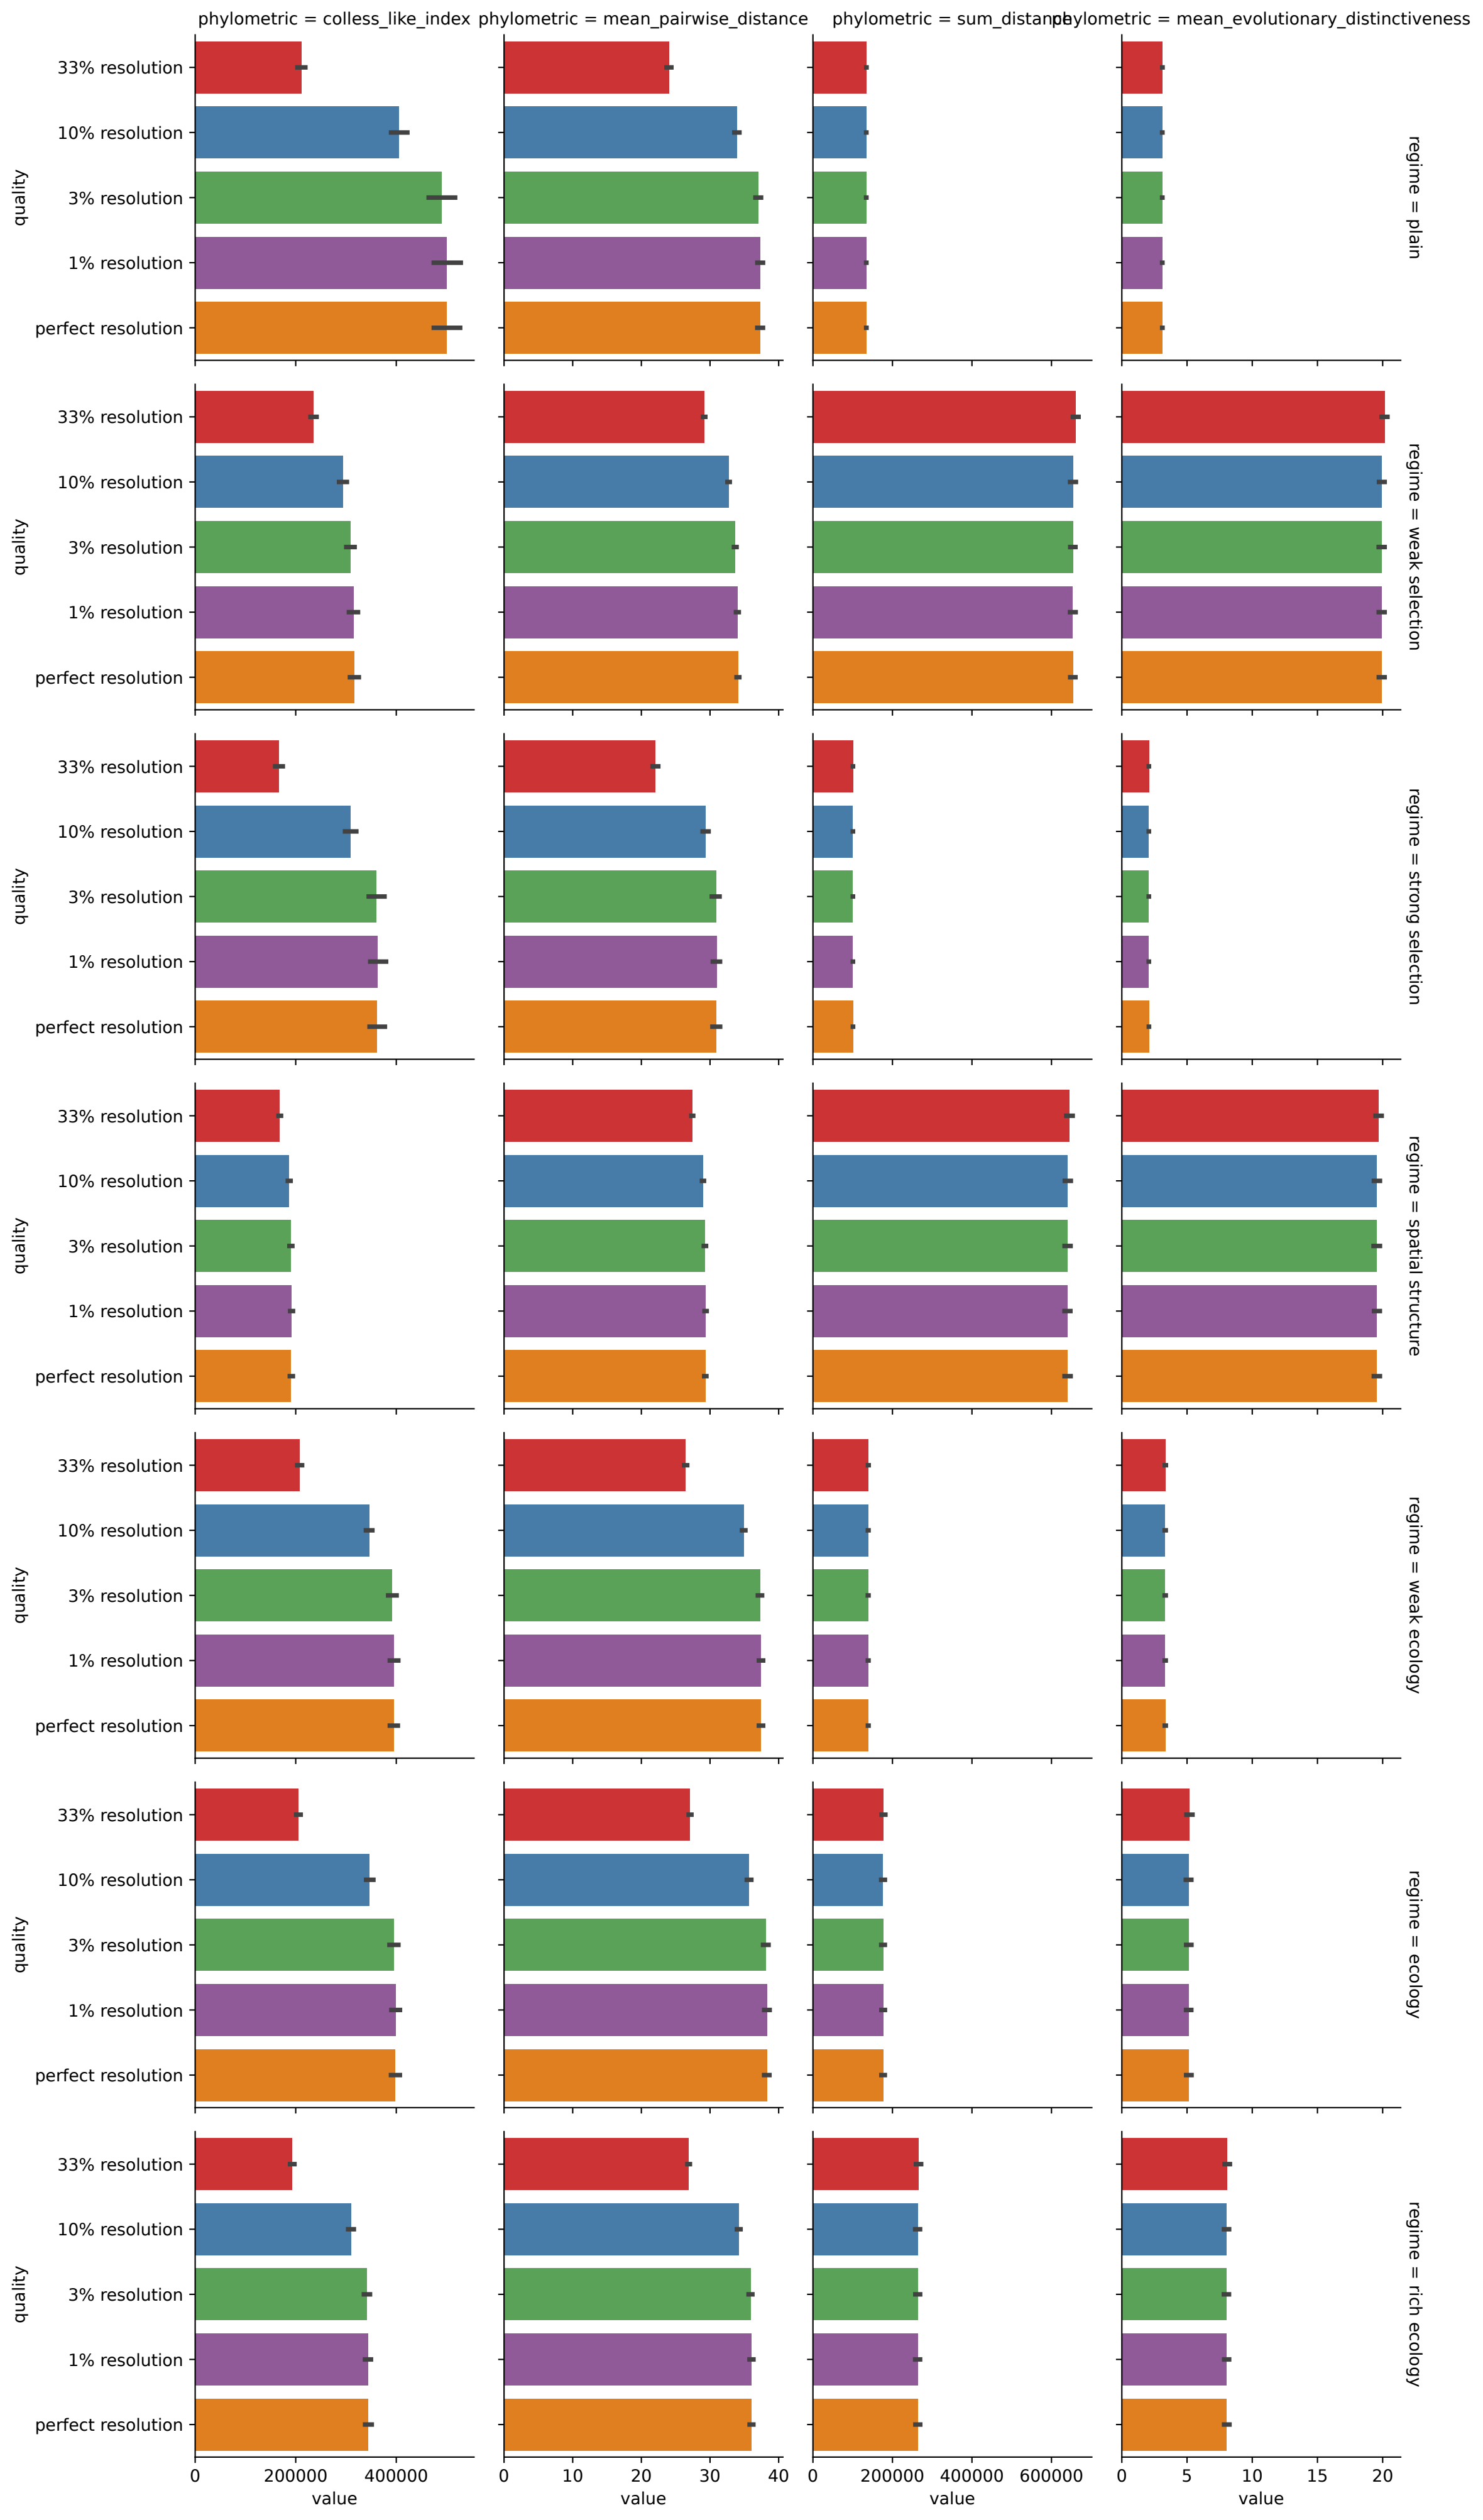 phylometric = colless_like_index
phylometric = mean_pairwise_distance
phylometric = sum_distance
phylometric = mean_evolutionary_distinctiveness
33% resolution
10% resolution
3% resolution
1% resolution
perfect resolution
quality
regime = plain
33% resolution
10% resolution
3% resolution
1% resolution
perfect resolution
quality
regime = weak selection
33% resolution
10% resolution
3% resolution
1% resolution
perfect resolution
quality
regime = strong selection
33% resolution
10% resolution
3% resolution
1% resolution
perfect resolution
quality
regime = spatial structure
33% resolution
10% resolution
3% resolution
1% resolution
perfect resolution
quality
regime = weak ecology
33% resolution
10% resolution
3% resolution
1% resolution
perfect resolution
quality
regime = ecology
33% resolution
10% resolution
3% resolution
1% resolution
perfect resolution
quality
regime = rich ecology
0 200000 400000
0 10 20 30 40
0 200000 400000 600000
0 5 10 15 20
value
value
value
value